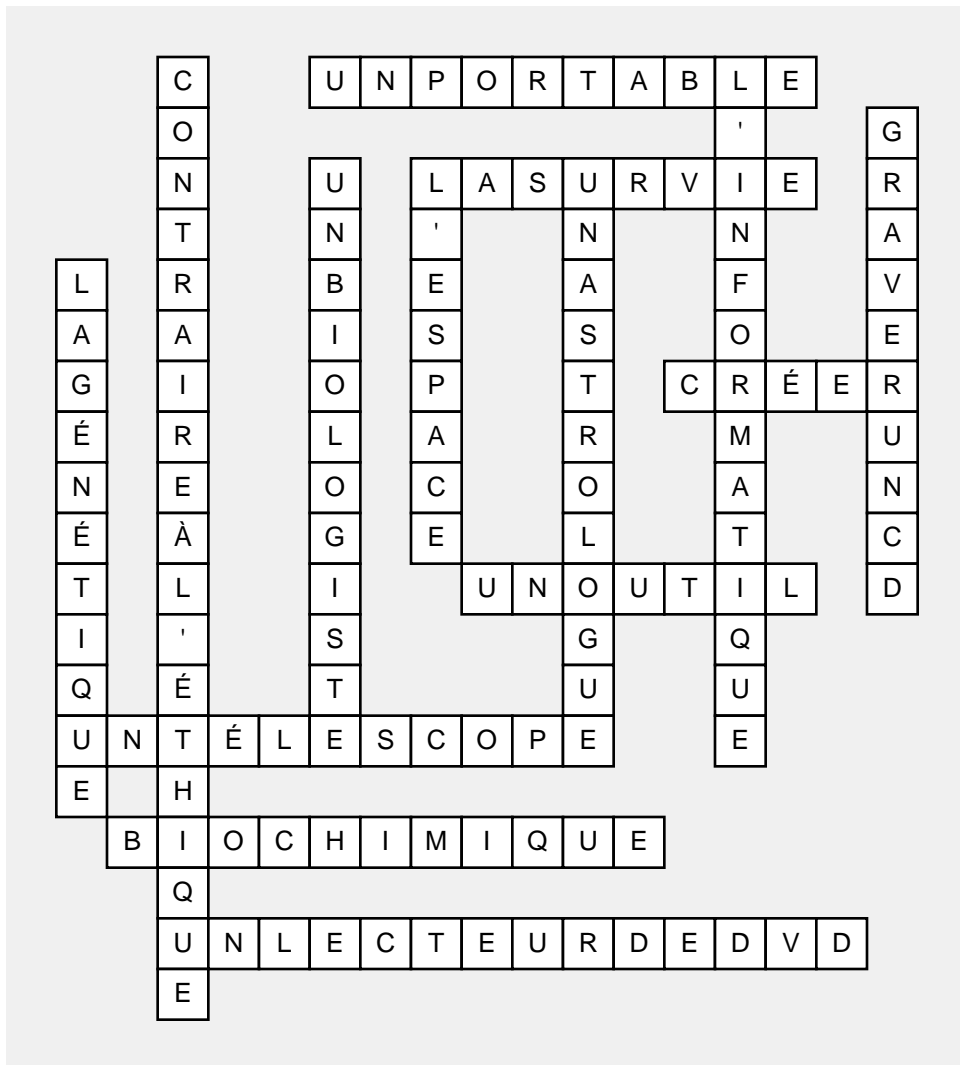 CONTRAIREÀL'ÉTHIQUE
UNPORTABLE
L'INFORMATIQUE
GRAVERUNCD
UNBIOLOGISTE
LASURVIE
L'ESPACE
UNASTROLOGUE
LAGÉNÉTIQUE
CRÉER
UNOUTIL
UNTÉLESCOPE
BIOCHIMIQUE
UNLECTEURDEDVD